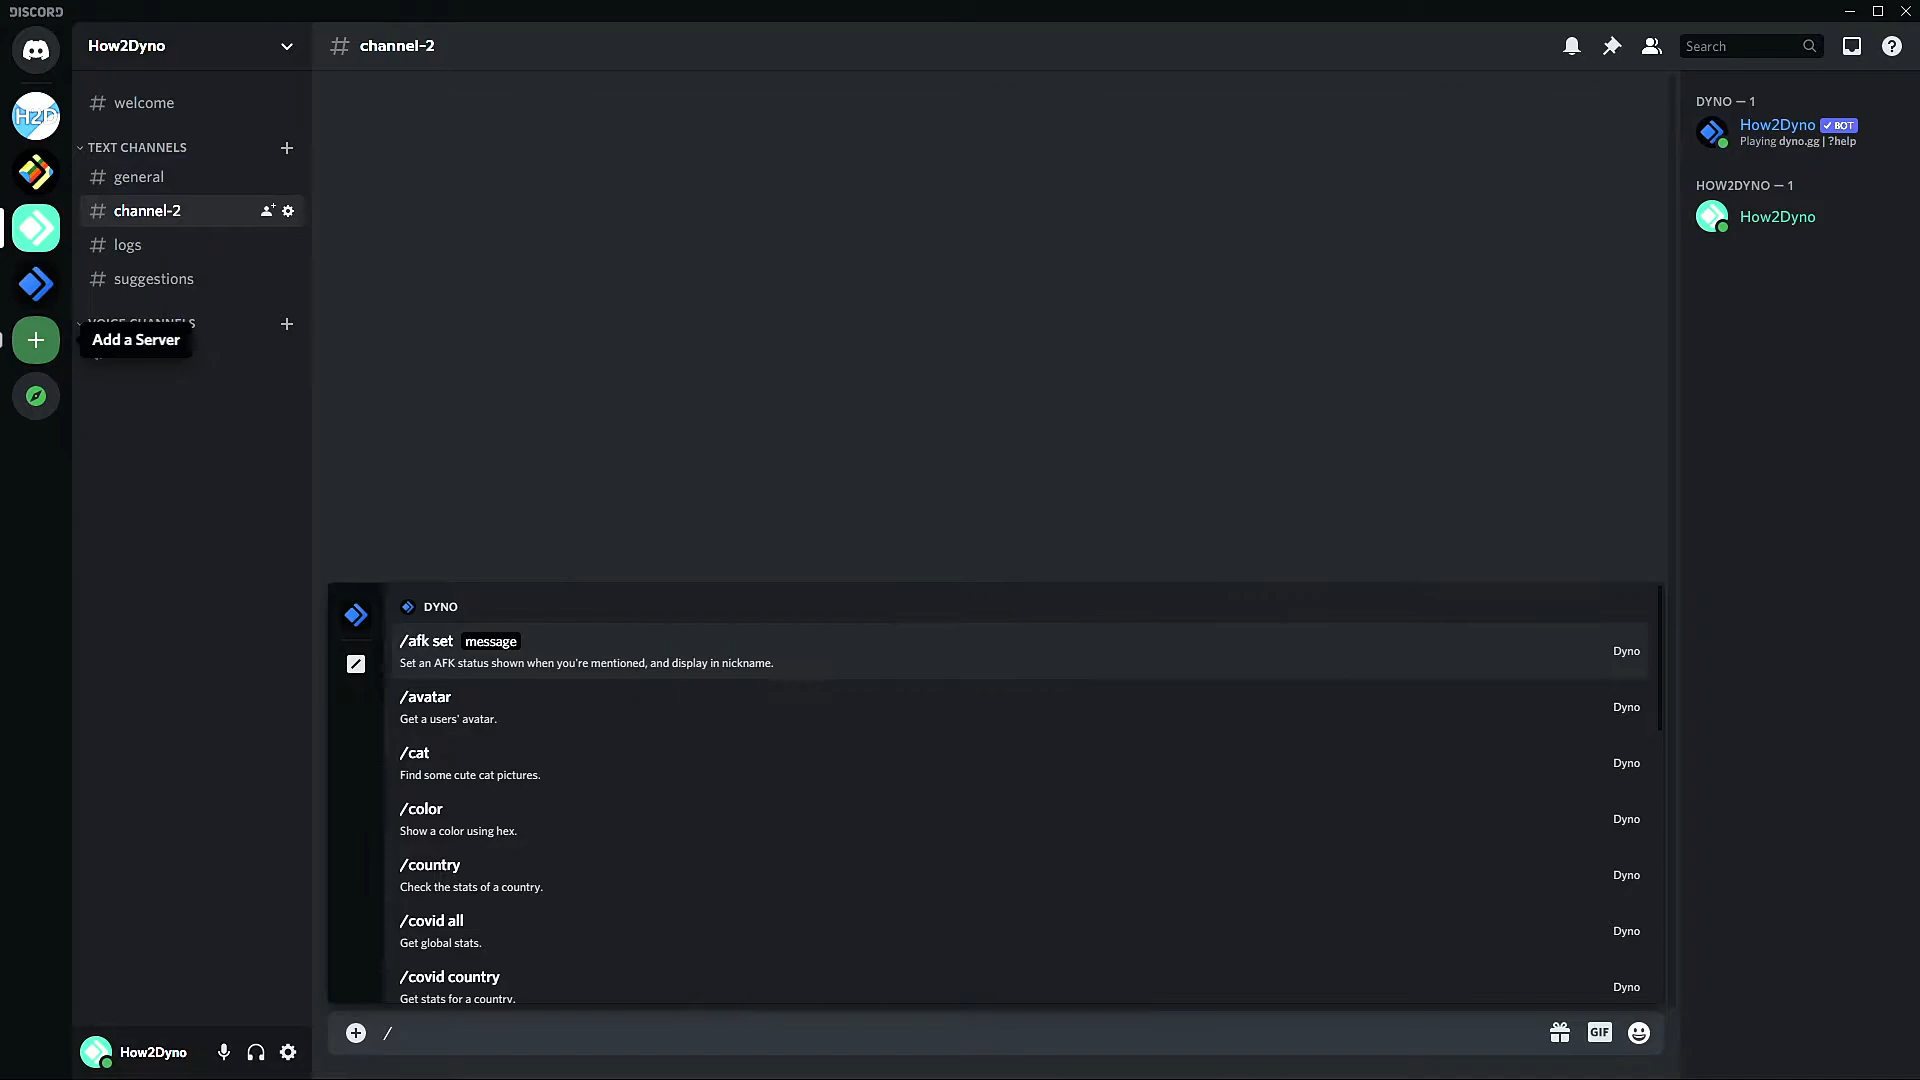 DISCORD
How2Dyno
channel-2
Search
H2D
welcome
TEXT CHANNELS
general
channel-2
logs
suggestions
VOICE CHANNELS
Add a Server
DYNO — 1
How2Dyno BOT
Playing dyno.gg | ?help
HOW2DYNO — 1
How2Dyno
DYNO
/afk set message
Set an AFK status shown when you're mentioned, and display in nickname.
Dyno
/avatar
Get a users' avatar.
Dyno
/cat
Find some cute cat pictures.
Dyno
/color
Show a color using hex.
Dyno
/country
Check the stats of a country.
Dyno
/covid all
Get global stats.
Dyno
/covid country
Get stats for a country.
Dyno
/
GIF
How2Dyno